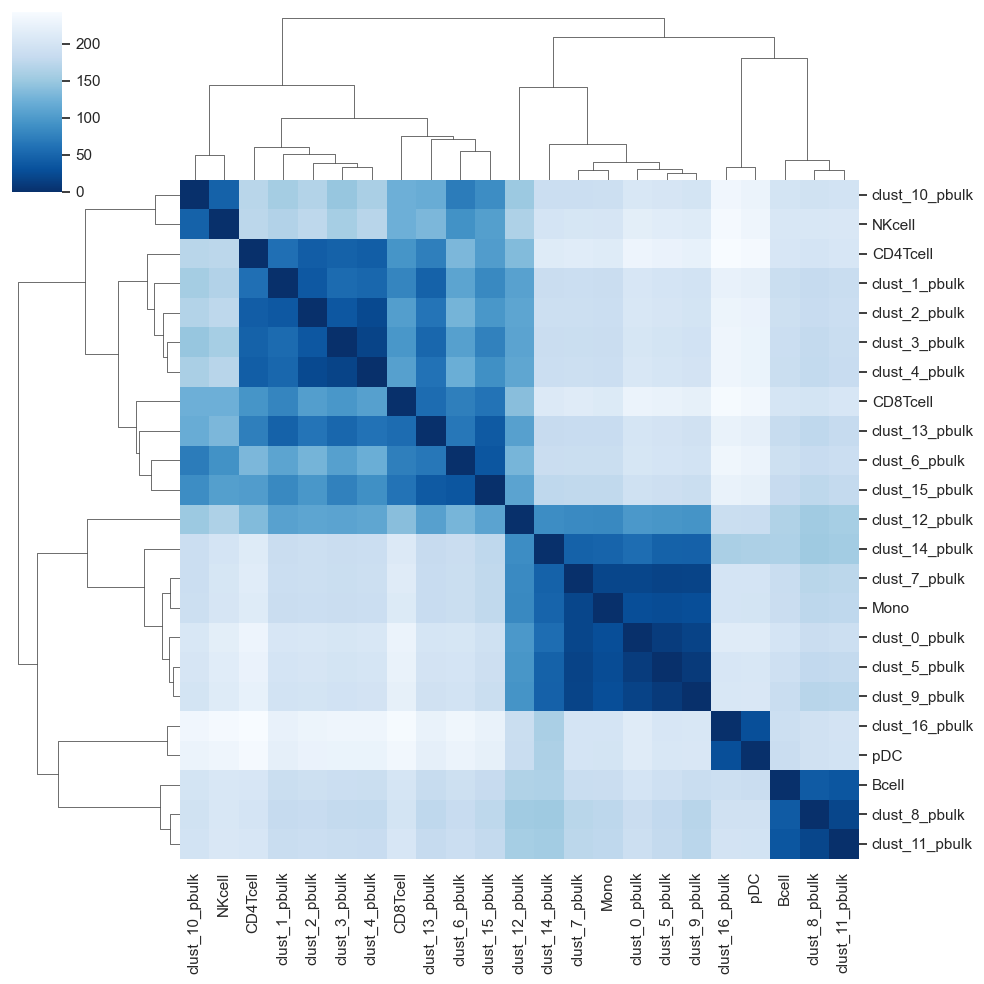 200
150
100
50
0
clust_10_pbulk
NKcell
CD4Tcell
clust_1_pbulk
clust_2_pbulk
clust_3_pbulk
clust_4_pbulk
CD8Tcell
clust_13_pbulk
clust_6_pbulk
clust_15_pbulk
clust_12_pbulk
clust_14_pbulk
clust_7_pbulk
Mono
clust_0_pbulk
clust_5_pbulk
clust_9_pbulk
clust_16_pbulk
pDC
Bcell
clust_8_pbulk
clust_11_pbulk
clust_10_pbulk
NKcell
CD4Tcell
clust_1_pbulk
clust_2_pbulk
clust_3_pbulk
clust_4_pbulk
CD8Tcell
clust_13_pbulk
clust_6_pbulk
clust_15_pbulk
clust_12_pbulk
clust_14_pbulk
clust_7_pbulk
Mono
clust_0_pbulk
clust_5_pbulk
clust_9_pbulk
clust_16_pbulk
pDC
Bcell
clust_8_pbulk
clust_11_pbulk